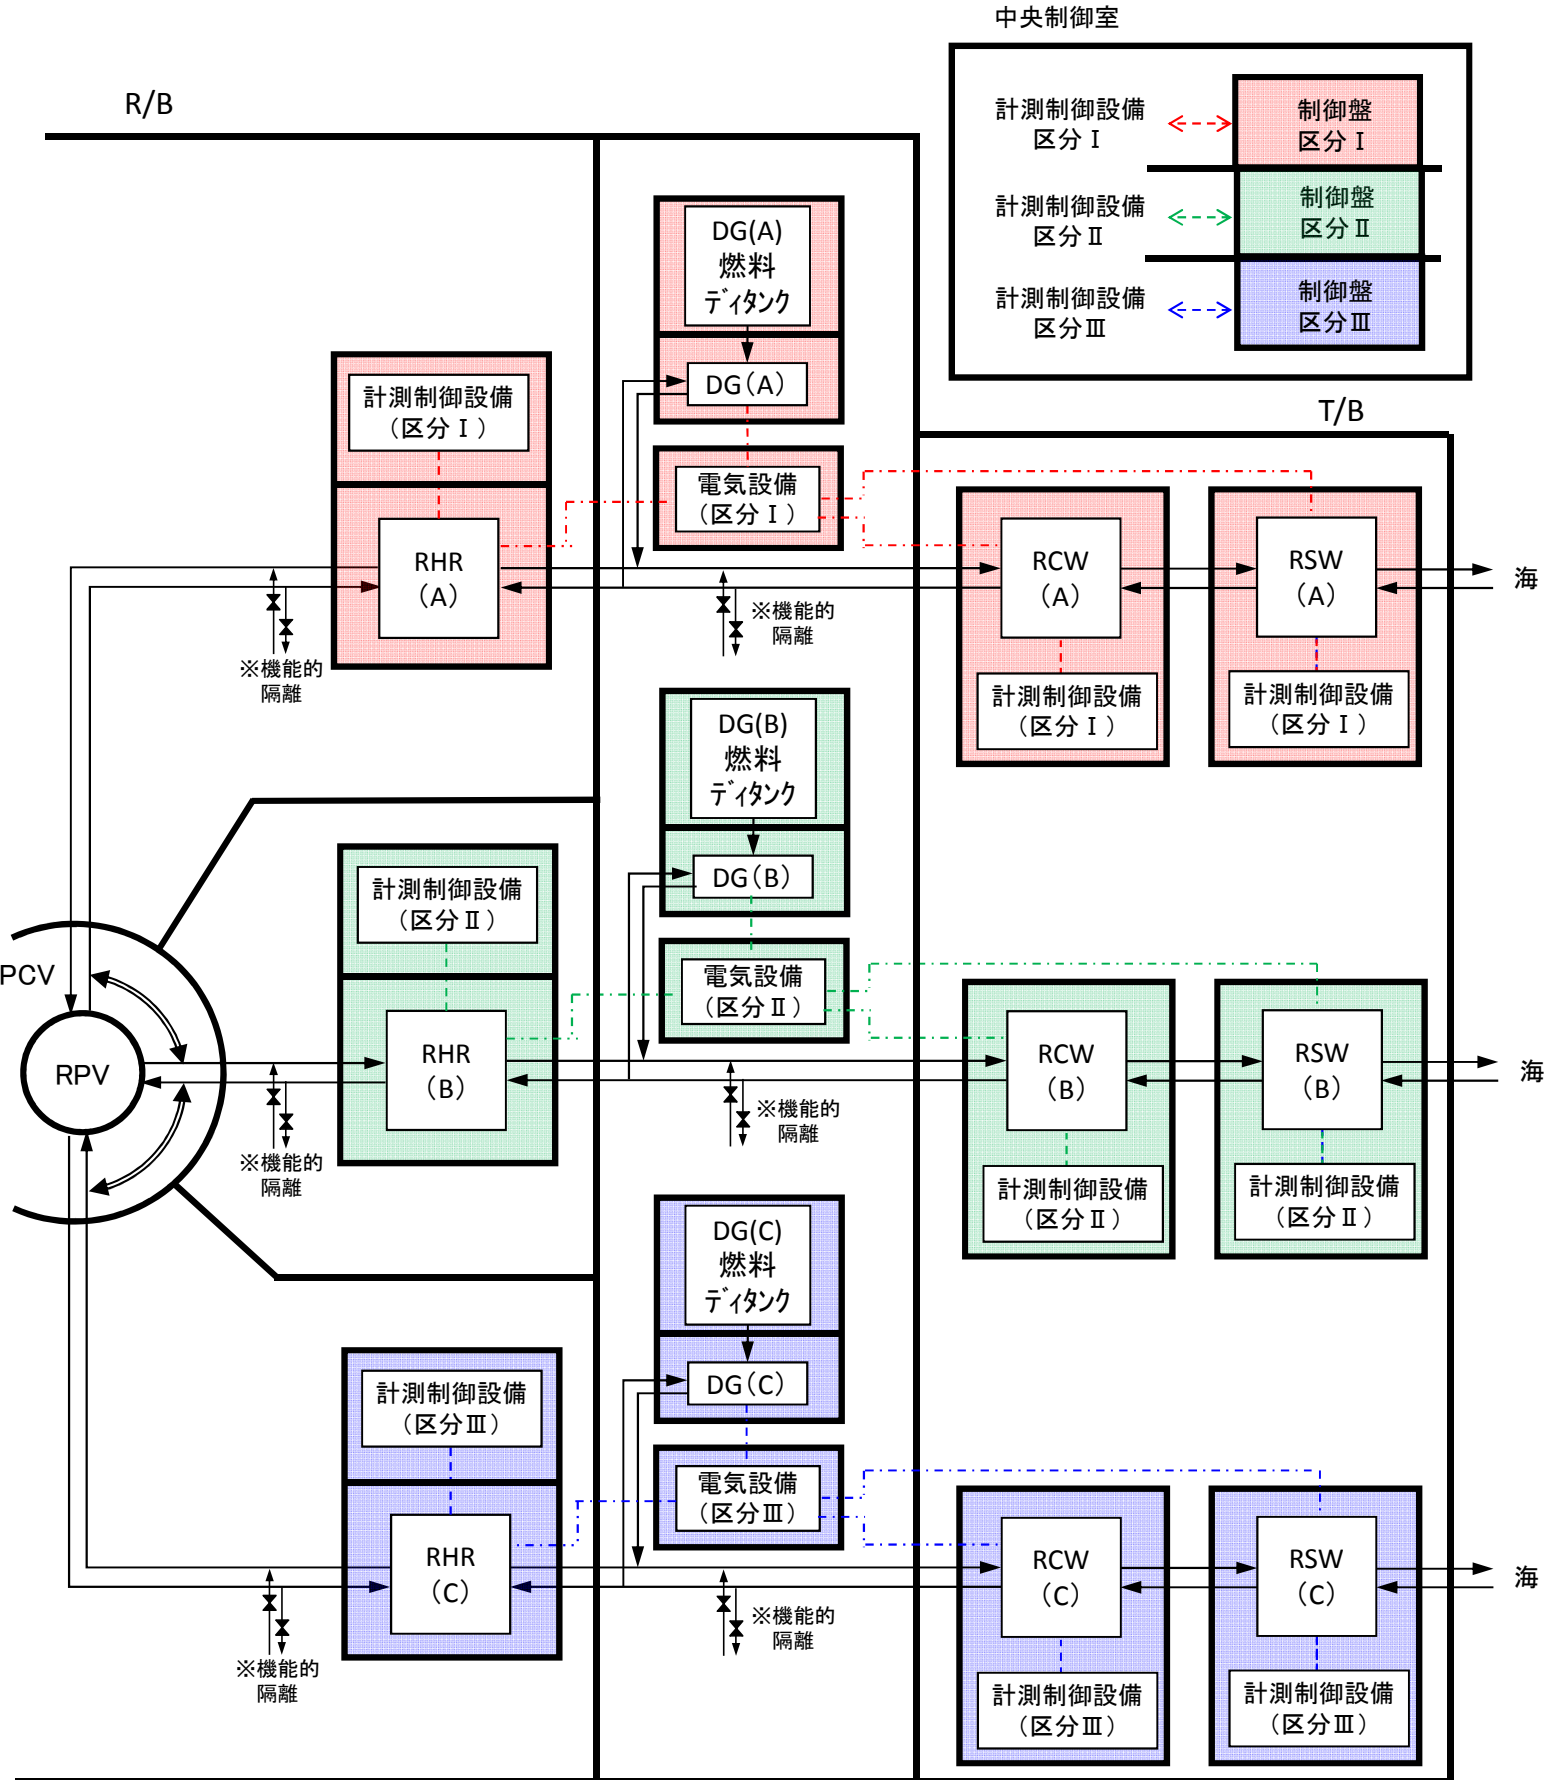 中央制御室
R/B
計測制御設備
区分Ⅰ
制御盤
区分Ⅰ
計測制御設備
区分Ⅱ
制御盤
区分Ⅱ
計測制御設備
区分Ⅲ
制御盤
区分Ⅲ
T/B
DG(A)
燃料
ディタンク
DG(A)
計測制御設備
(区分Ⅰ)
電気設備
(区分Ⅰ)
RHR
(A)
RCW
(A)
RSW
(A)
海
※機能的
隔離
※機能的
隔離
計測制御設備
(区分Ⅰ)
計測制御設備
(区分Ⅰ)
DG(B)
燃料
ディタンク
DG(B)
計測制御設備
(区分Ⅱ)
電気設備
(区分Ⅱ)
PCV
RPV
RHR
(B)
RCW
(B)
RSW
(B)
海
※機能的
隔離
※機能的
隔離
計測制御設備
(区分Ⅱ)
計測制御設備
(区分Ⅱ)
DG(C)
燃料
ディタンク
DG(C)
計測制御設備
(区分Ⅲ)
電気設備
(区分Ⅲ)
RHR
(C)
RCW
(C)
RSW
(C)
海
※機能的
隔離
※機能的
隔離
計測制御設備
(区分Ⅲ)
計測制御設備
(区分Ⅲ)